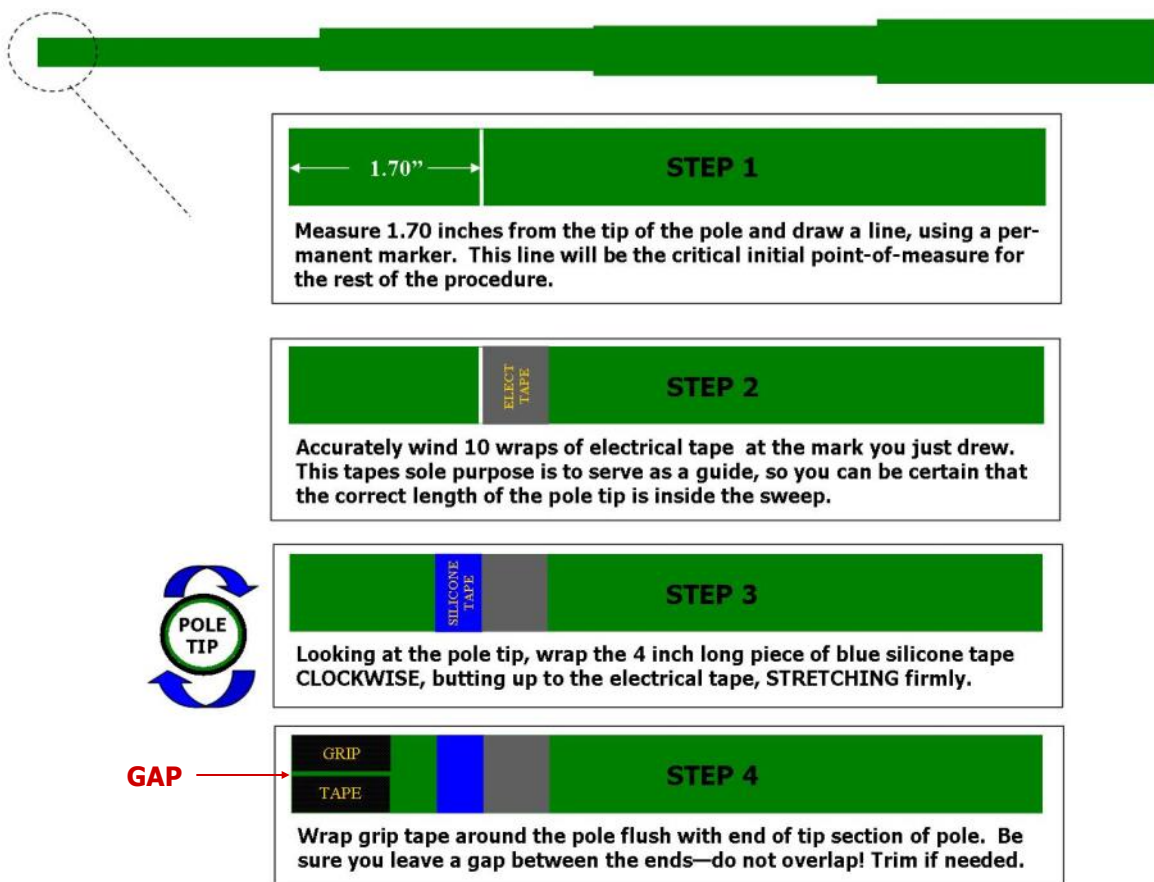 1.70”
STEP 1
Measure 1.70 inches from the tip of the pole and draw a line, using a per-
manent marker.  This line will be the critical initial point-of-measure for
the rest of the procedure.
ELECT
TAPE
STEP 2
Accurately wind 10 wraps of electrical tape  at the mark you just drew.
This tapes sole purpose is to serve as a guide, so you can be certain that
the correct length of the pole tip is inside the sweep.
POLE
TIP
SILICONE
TAPE
STEP 3
Looking at the pole tip, wrap the 4 inch long piece of blue silicone tape
CLOCKWISE, butting up to the electrical tape, STRETCHING firmly.
GAP
GRIP
TAPE
STEP 4
Wrap grip tape around the pole flush with end of tip section of pole.  Be
sure you leave a gap between the ends—do not overlap! Trim if needed.